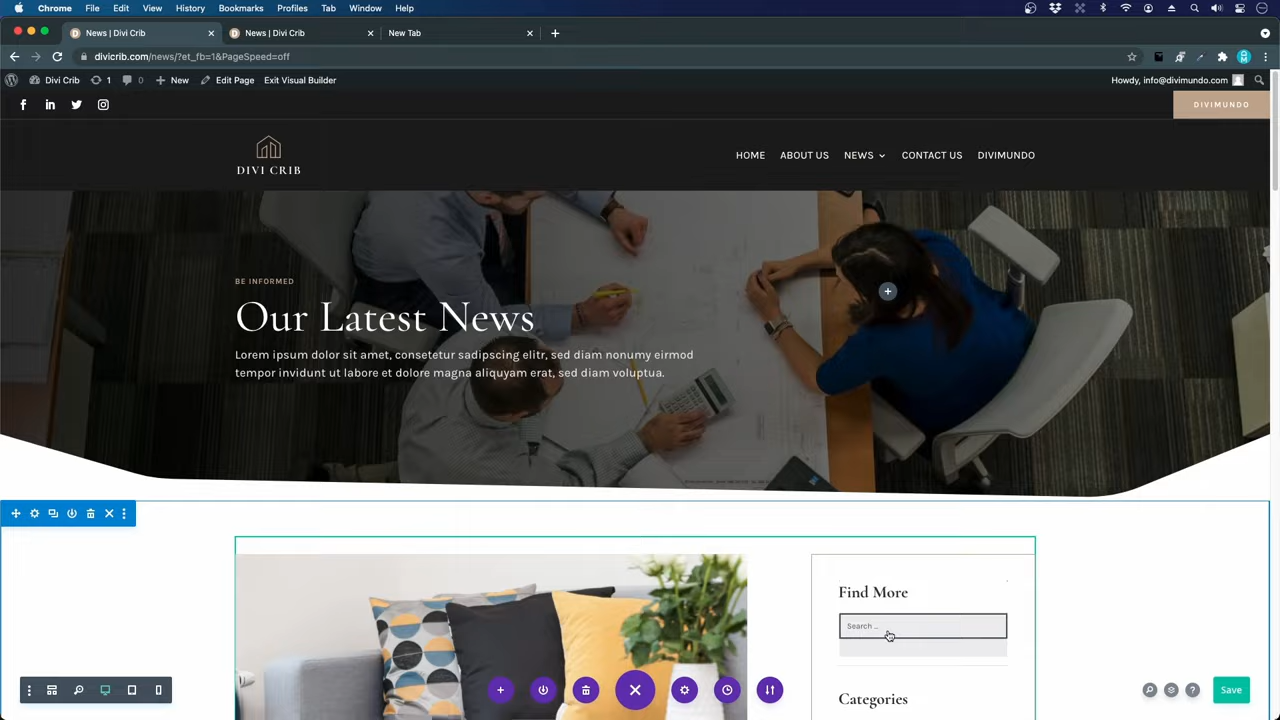 Chrome File Edit View History Bookmarks Profiles Tab Window Help
News | Divi Crib
News | Divi Crib
New Tab
divicrib.com/news/?et_fb=1&PageSpeed=off
Divi Crib 1 0 New Edit Page Exit Visual Builder
Howdy, info@divimundo.com
DIVIMUNDO
DIVI CRIB
HOME ABOUT US NEWS CONTACT US DIVIMUNDO
BE INFORMED
Our Latest News
Lorem ipsum dolor sit amet, consetetur sadipscing elitr, sed diam nonumy eirmod
tempor invidunt ut labore et dolore magna aliquyam erat, sed diam voluptua.
Find More
Search …
Categories
Save